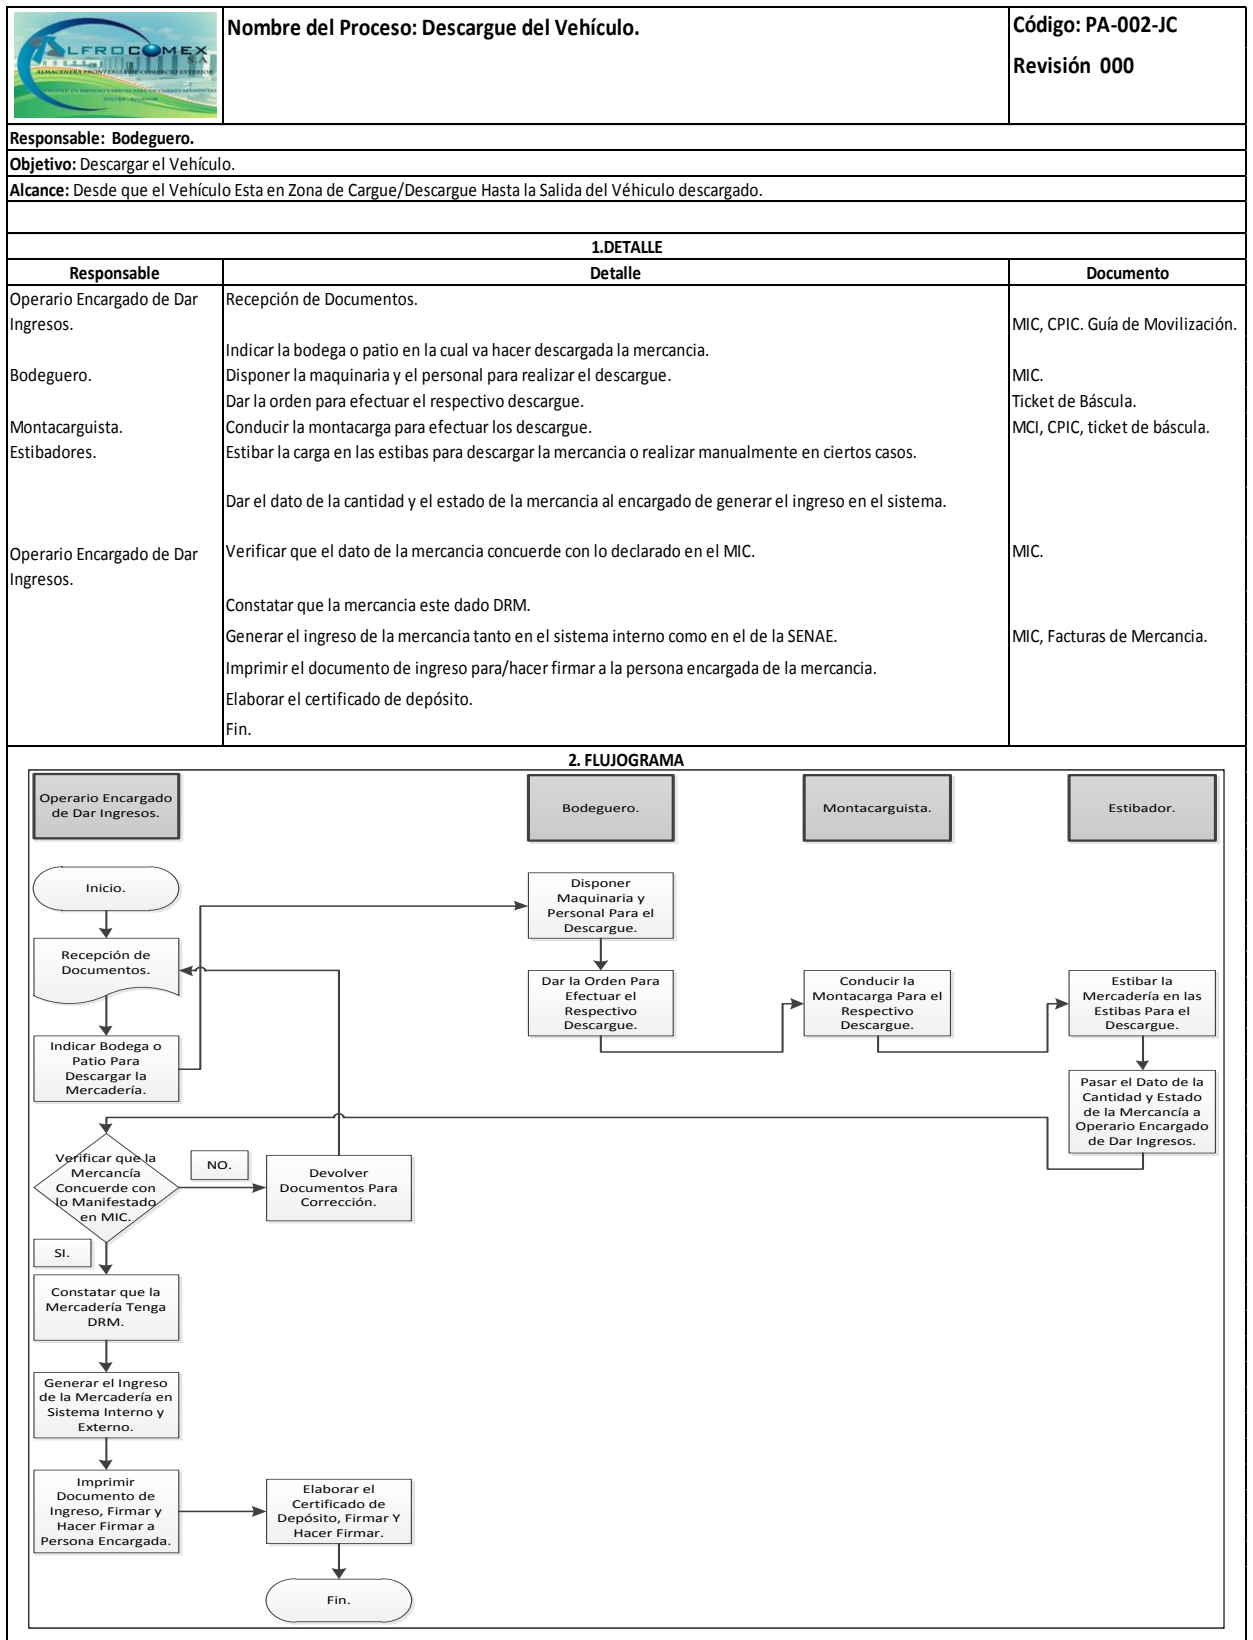 ALFROCOMEX
S.A
ALMACENERA FRONTERIZA DE COMERCIO EXTERIOR
TULCÁN - ECUADOR
Nombre del Proceso: Descargue del Vehículo.
Código: PA-002-JC
Revisión 000
Responsable: Bodeguero.
Objetivo: Descargar el Vehículo.
Alcance: Desde que el Vehículo Esta en Zona de Cargue/Descargue Hasta la Salida del Véhiculo descargado.
1.DETALLE
Responsable Detalle Documento
Operario Encargado de Dar
Ingresos.
Recepción de Documentos.
MIC, CPIC. Guía de Movilización.
Indicar la bodega o patio en la cual va hacer descargada la mercancia.
Bodeguero. Disponer la maquinaria y el personal para realizar el descargue. MIC.
Dar la orden para efectuar el respectivo descargue. Ticket de Báscula.
Montacarguista. Conducir la montacarga para efectuar los descargue. MCI, CPIC, ticket de báscula.
Estibadores. Estibar la carga en las estibas para descargar la mercancia o realizar manualmente en ciertos casos.
Dar el dato de la cantidad y el estado de la mercancia al encargado de generar el ingreso en el sistema.
Operario Encargado de Dar
Ingresos.
Verificar que el dato de la mercancia concuerde con lo declarado en el MIC. MIC.
Constatar que la mercancia este dado DRM.
Generar el ingreso de la mercancia tanto en el sistema interno como en el de la SENAE. MIC, Facturas de Mercancia.
Imprimir el documento de ingreso para/hacer firmar a la persona encargada de la mercancia.
Elaborar el certificado de depósito.
Fin.
2. FLUJOGRAMA
Operario Encargado
de Dar Ingresos.
Bodeguero.
Montacarguista.
Estibador.
Inicio.
Recepción de
Documentos.
Indicar Bodega o
Patio Para
Descargar la
Mercadería.
Disponer
Maquinaria y
Personal Para el
Descargue.
Dar la Orden Para
Efectuar el
Respectivo
Descargue.
Conducir la
Montacarga Para el
Respectivo
Descargue.
Estibar la
Mercadería en las
Estibas Para el
Descargue.
Pasar el Dato de la
Cantidad y Estado
de la Mercancía a
Operario Encargado
de Dar Ingresos.
Verificar que la
Mercancía
Concuerde con
lo Manifestado
en MIC.
NO.
Devolver
Documentos Para
Corrección.
SI.
Constatar que la
Mercadería Tenga
DRM.
Generar el Ingreso
de la Mercadería en
Sistema Interno y
Externo.
Imprimir
Documento de
Ingreso, Firmar y
Hacer Firmar a
Persona Encargada.
Elaborar el
Certificado de
Depósito, Firmar Y
Hacer Firmar.
Fin.